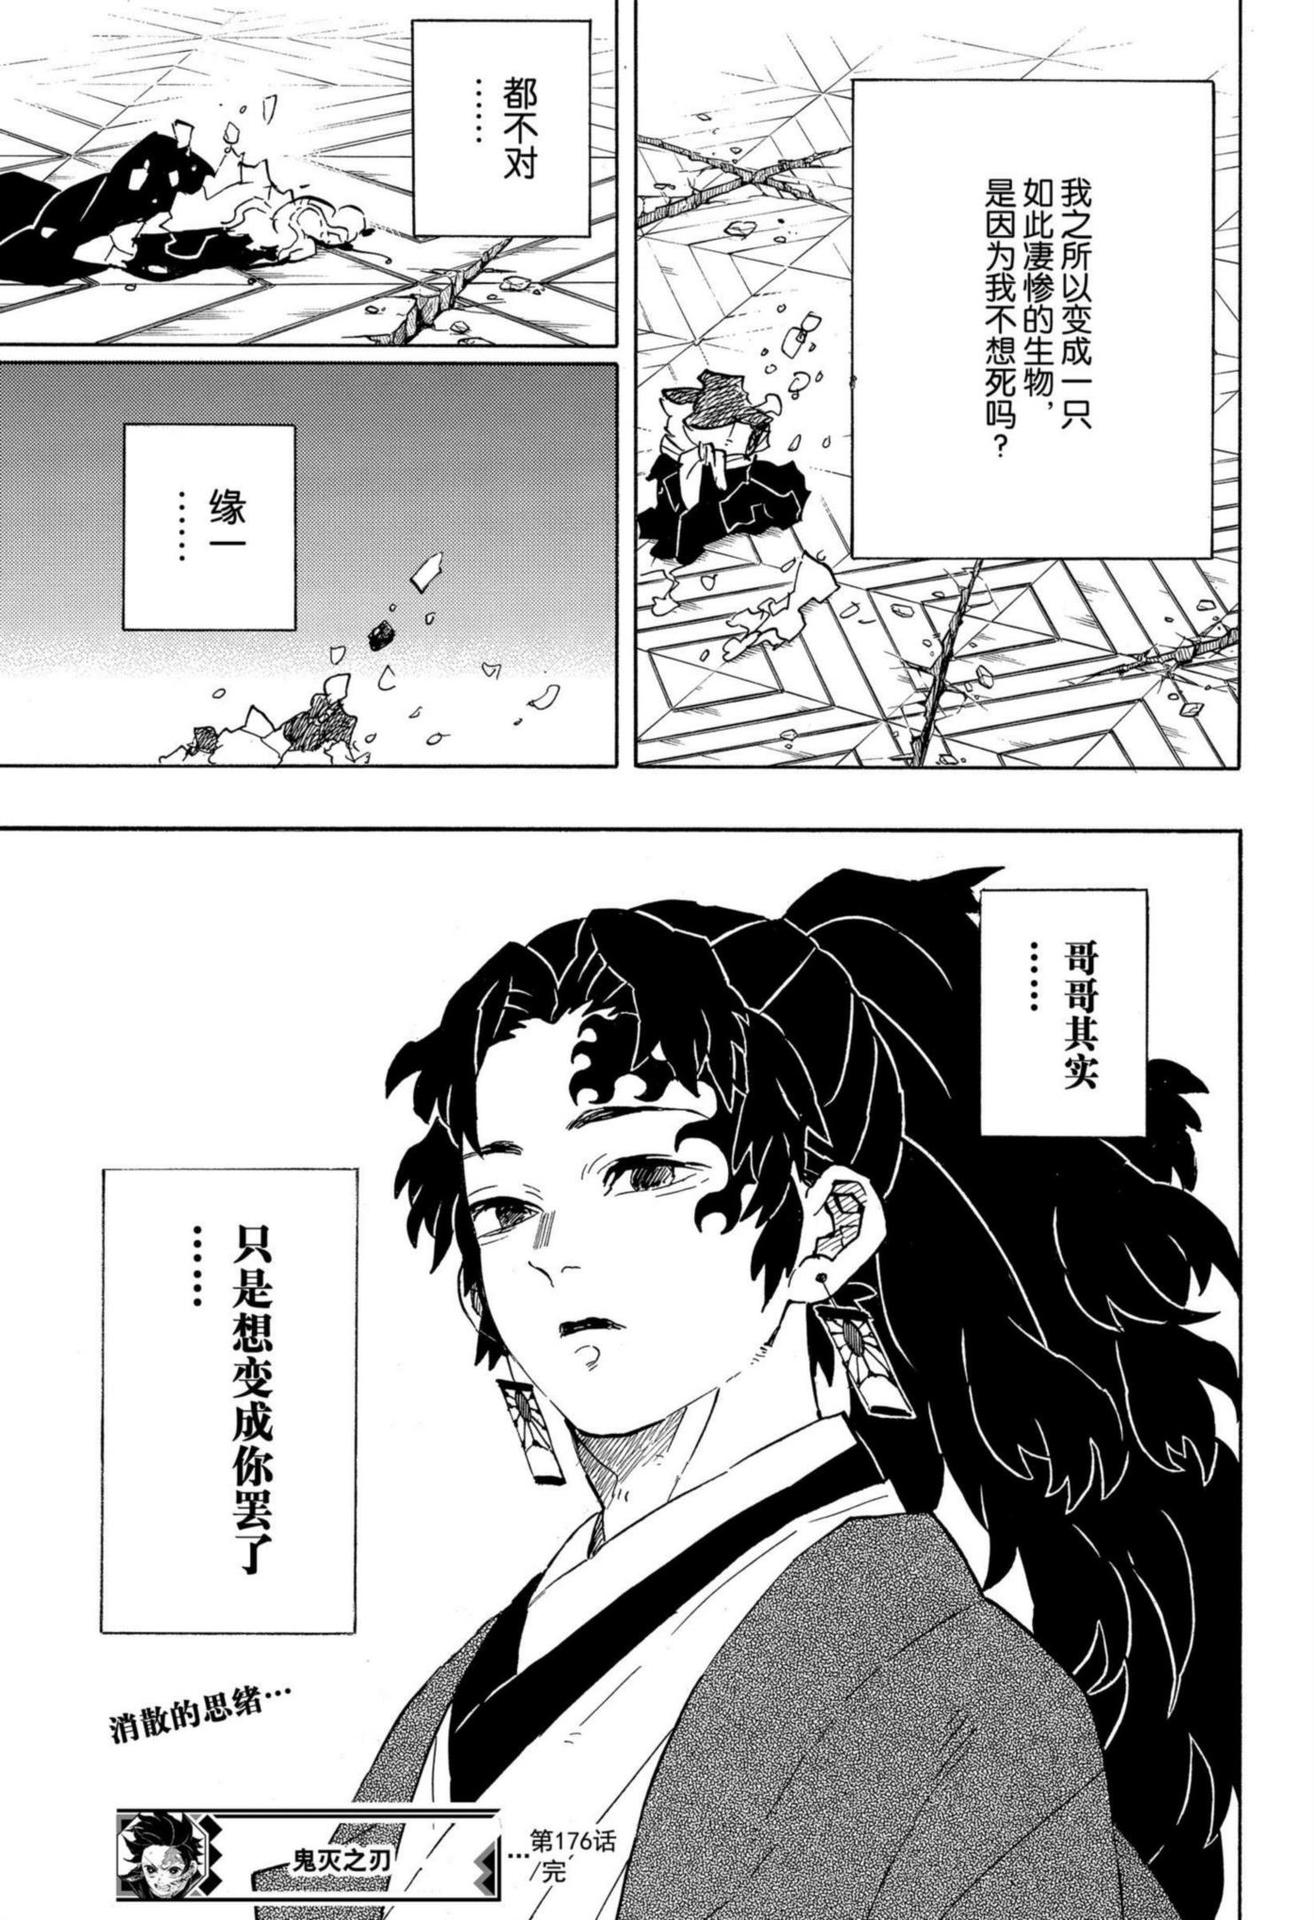 我之所以变成一只
如此凄惨的生物，
是因为我不想死吗？
都不对
……
缘一
……
哥哥其实
……
只是想变成你罢了
……
消散的思绪…
鬼灭之刃
…第176话
/完